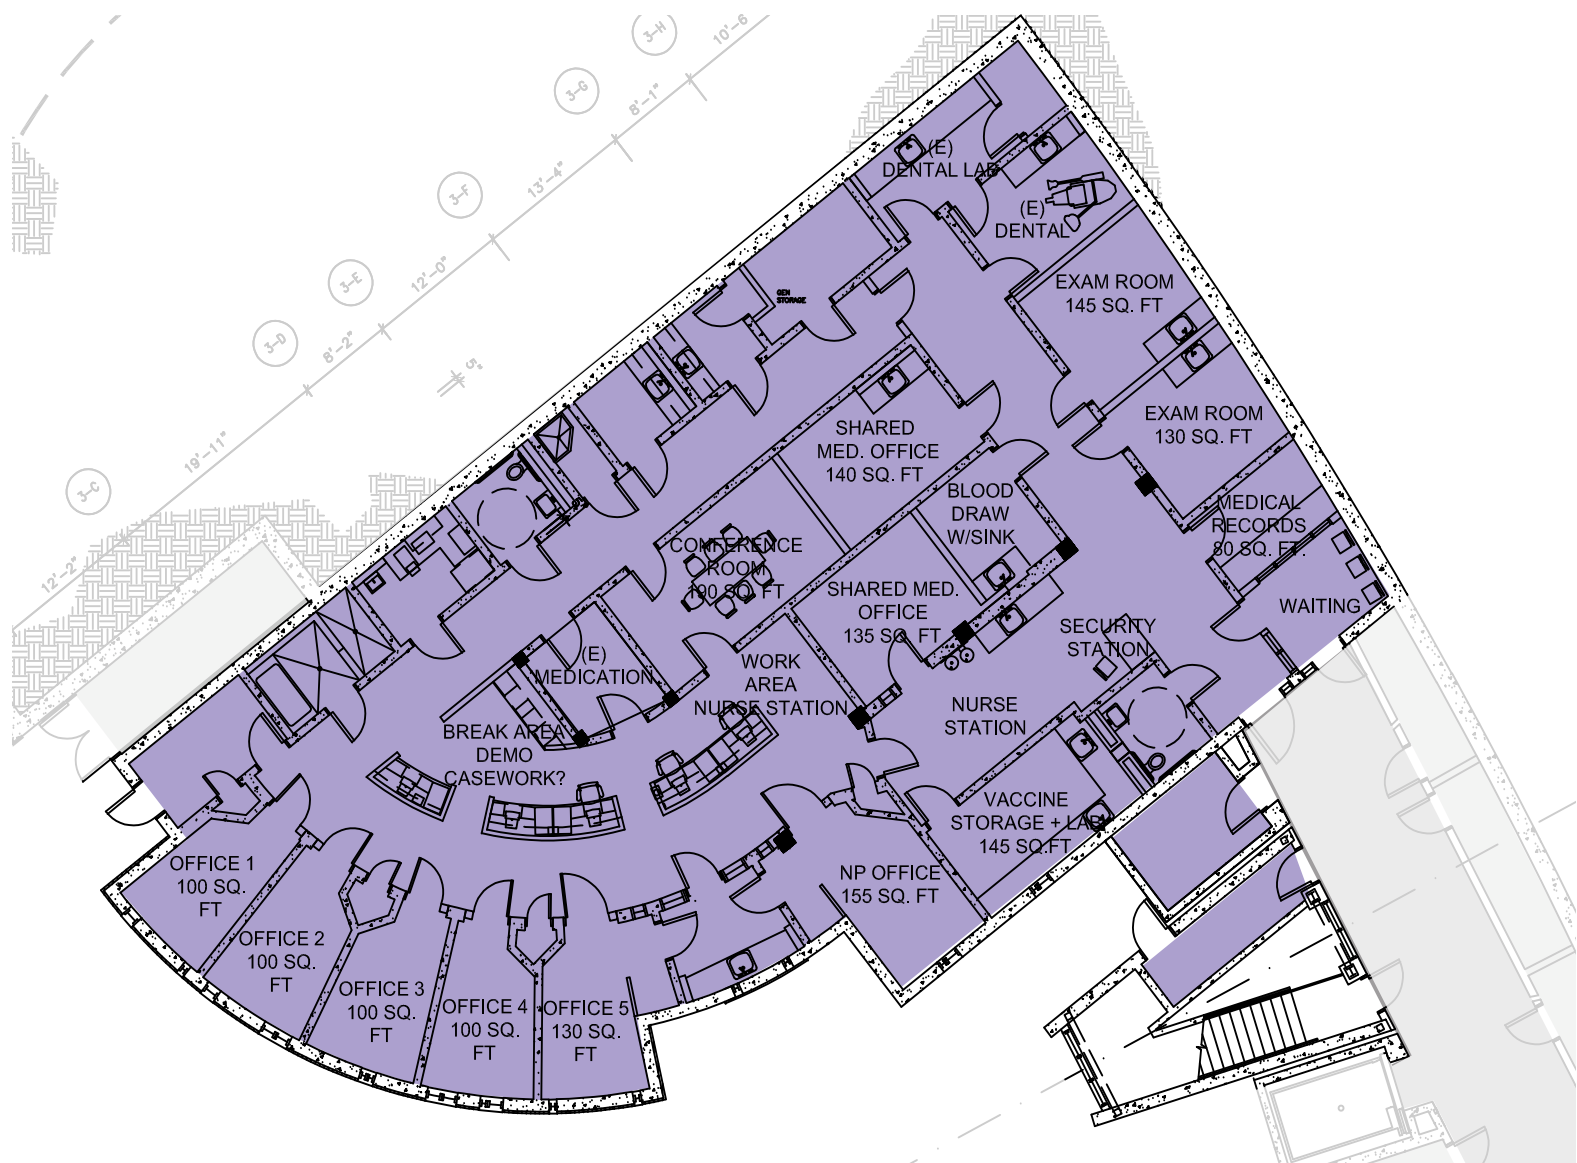 3-H
10'-6
3-G
8'-1"
3-F
13'-4"
3-E
12'-0"
3-D
8'-2"
5"
3-C
19'-11"
12'-2"
(E)
DENTAL LAB
(E)
DENTAL
EXAM ROOM
145 SQ. FT
GEN
STORAGE
EXAM ROOM
130 SQ. FT
SHARED
MED. OFFICE
140 SQ. FT
BLOOD
DRAW
W/SINK
MEDICAL
RECORDS
80 SQ. FT.
CONFERENCE
ROOM
190 SQ. FT
SHARED MED.
OFFICE
135 SQ. FT
WAITING
SECURITY
STATION
(E)
MEDICATION
WORK
AREA
NURSE STATION
NURSE
STATION
BREAK AREA
DEMO
CASEWORK?
VACCINE
STORAGE + LAB
145 SQ.FT
NP OFFICE
155 SQ. FT
OFFICE 1
100 SQ.
FT
OFFICE 2
100 SQ.
FT
OFFICE 3
100 SQ.
FT
OFFICE 4
100 SQ.
FT
OFFICE 5
130 SQ.
FT